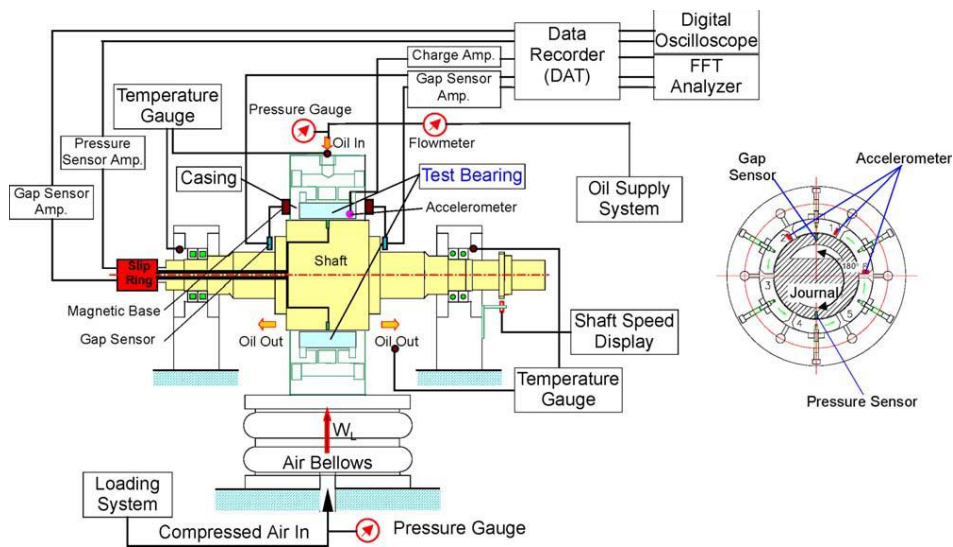 Digital
Oscilloscope
FFT
Analyzer
Data
Recorder
(DAT)
Charge Amp.
Gap Sensor
Amp.
Temperature
Gauge
Pressure Gauge
Oil In
Flowmeter
Pressure
Sensor Amp.
Casing
Test Bearing
Accelerometer
Oil Supply
System
Gap Sensor
Amp.
Shaft
Slip
Ring
Magnetic Base
Gap Sensor
Oil Out
Oil Out
Shaft Speed
Display
Temperature
Gauge
WL
Air Bellows
Loading
System
Compressed Air In
Pressure Gauge
Gap
Sensor
Accelerometer
1
2
180°
6
3
Journal
4
5
Pressure Sensor